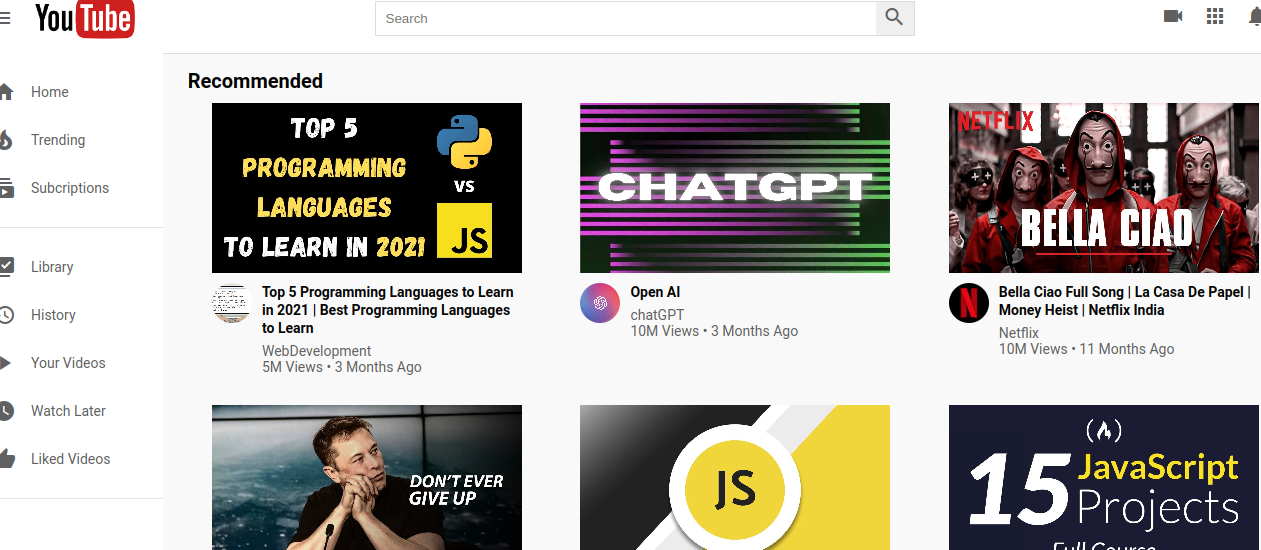 YouTube
Search
Home
Trending
Subcriptions
Library
History
Your Videos
Watch Later
Liked Videos
Recommended
TOP 5
PROGRAMMING
LANGUAGES
TO LEARN IN 2021
VS
JS
Top 5 Programming Languages to Learn
in 2021 | Best Programming Languages
to Learn
WebDevelopment
5M Views • 3 Months Ago
CHATGPT
Open AI
chatGPT
10M Views • 3 Months Ago
NETFLIX
BELLA CIAO
N
Bella Ciao Full Song | La Casa De Papel |
Money Heist | Netflix India
Netflix
10M Views • 11 Months Ago
DON'T EVER
GIVE UP
JS
15 JavaScript
Projects
Full Course